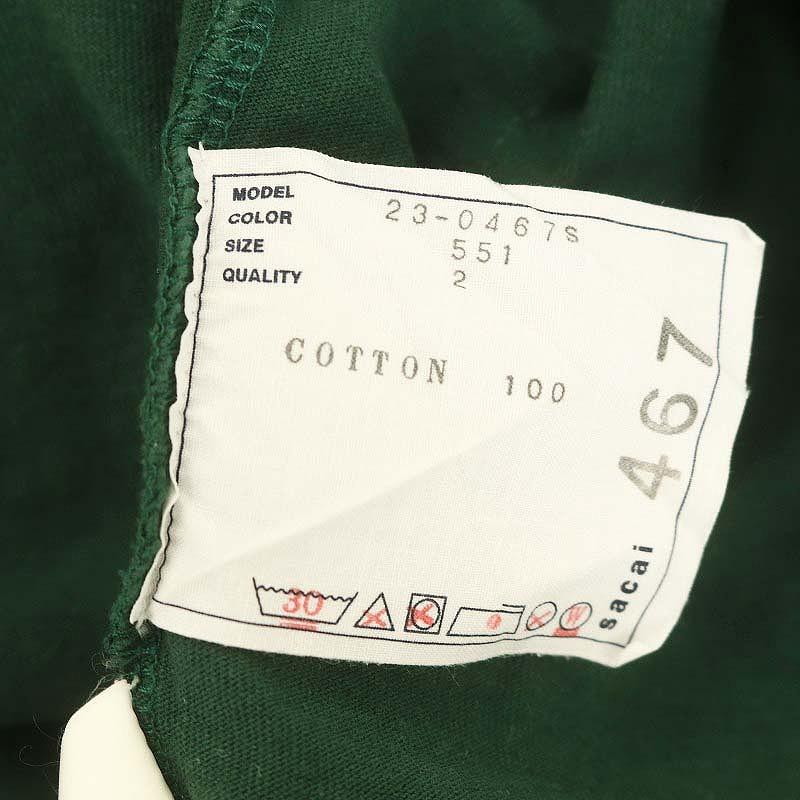 MODEL 23-0467S
COLOR 551
SIZE 2
QUALITY
COTTON 100
sacai 467
30
W